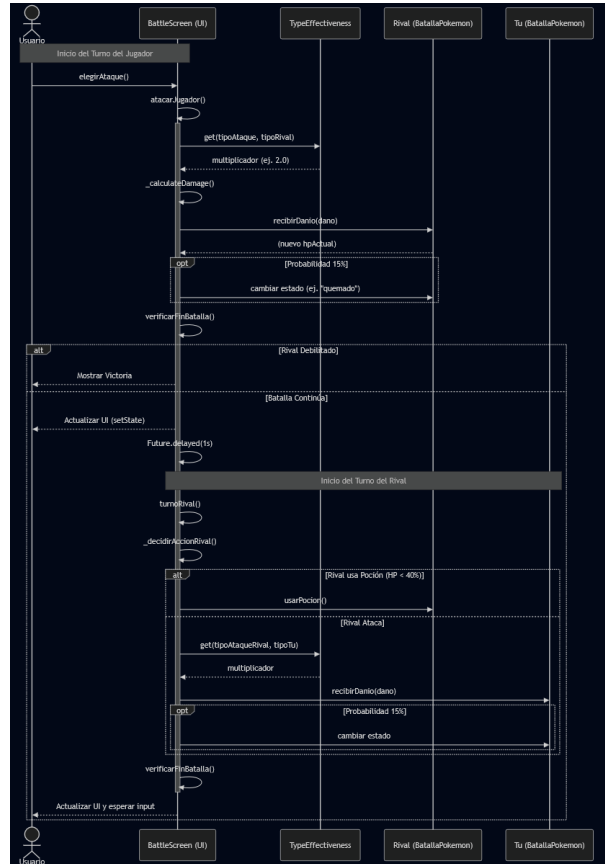 Usuario
BattleScreen (UI)
TypeEffectiveness
Rival (BatallaPokemon)
Tu (BatallaPokemon)
Inicio del Turno del Jugador
elegirAtaque()
atacarJugador()
get(tipoAtaque, tipoRival)
multiplicador (ej. 2.0)
_calculateDamage()
recibirDanio(dano)
(nuevo hpActual)
opt
[Probabilidad 15%]
cambiar estado (ej. "quemado")
verificarFinBatalla()
alt
[Rival Debilitado]
Mostrar Victoria
[Batalla Continúa]
Actualizar UI (setState)
Future.delayed(1s)
Inicio del Turno del Rival
turnoRival()
_decidirAccionRival()
alt
[Rival usa Poción (HP < 40%)]
usarPocion()
[Rival Ataca]
get(tipoAtaqueRival, tipoTu)
multiplicador
recibirDanio(dano)
opt
[Probabilidad 15%]
cambiar estado
verificarFinBatalla()
Actualizar UI y esperar input
Usuario
BattleScreen (UI)
TypeEffectiveness
Rival (BatallaPokemon)
Tu (BatallaPokemon)